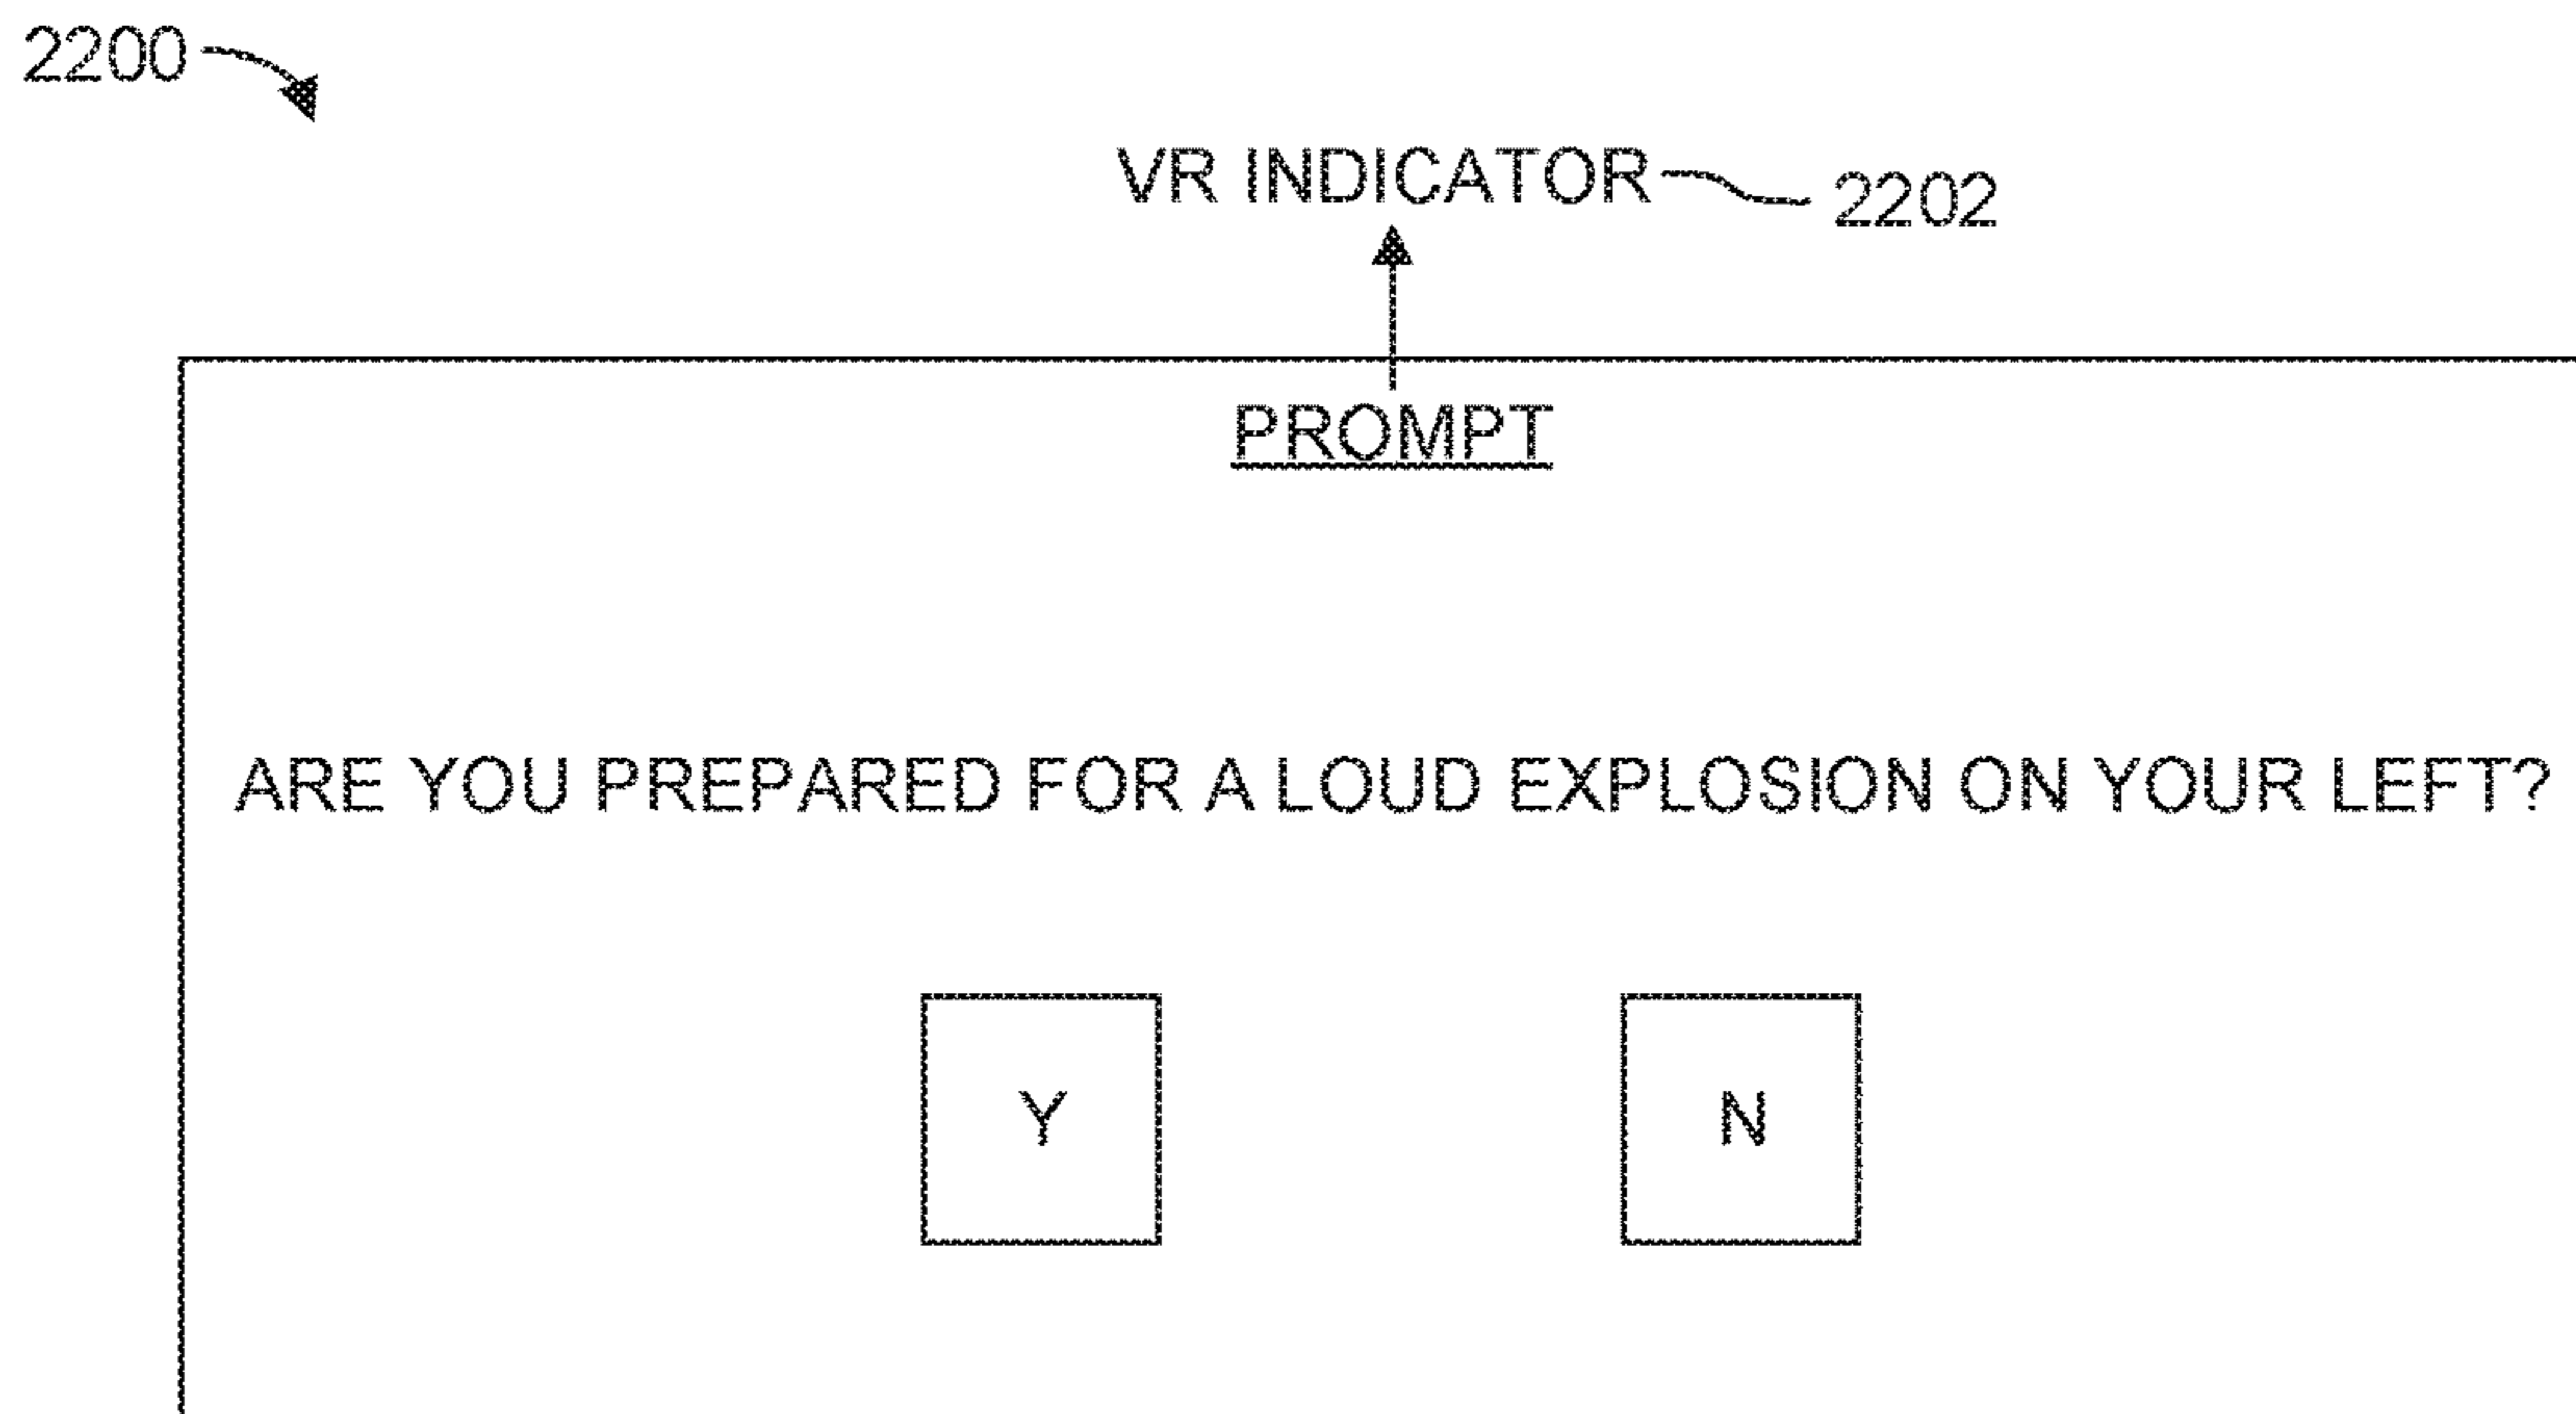 2200
VR INDICATOR 2202
PROMPT
ARE YOU PREPARED FOR A LOUD EXPLOSION ON YOUR LEFT?
Y N